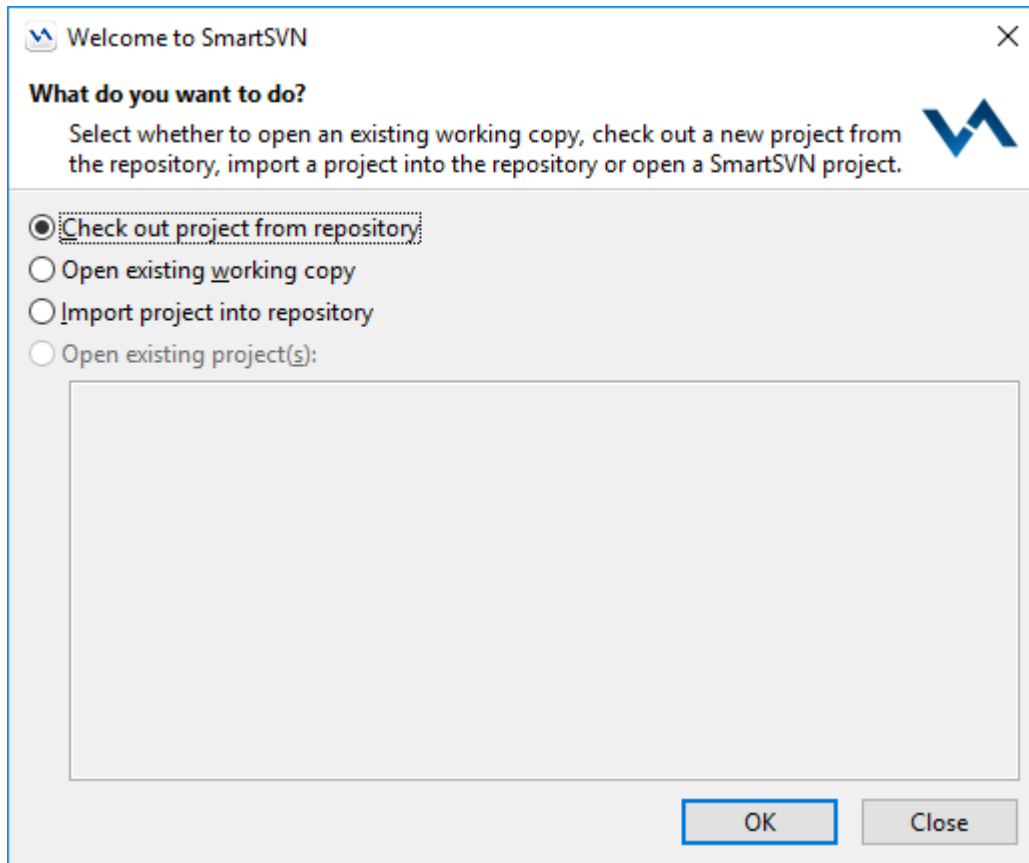 Welcome to SmartSVN
What do you want to do?
Select whether to open an existing working copy, check out a new project from
the repository, import a project into the repository or open a SmartSVN project.
Check out project from repository
Open existing working copy
Import project into repository
Open existing project(s):
OK
Close